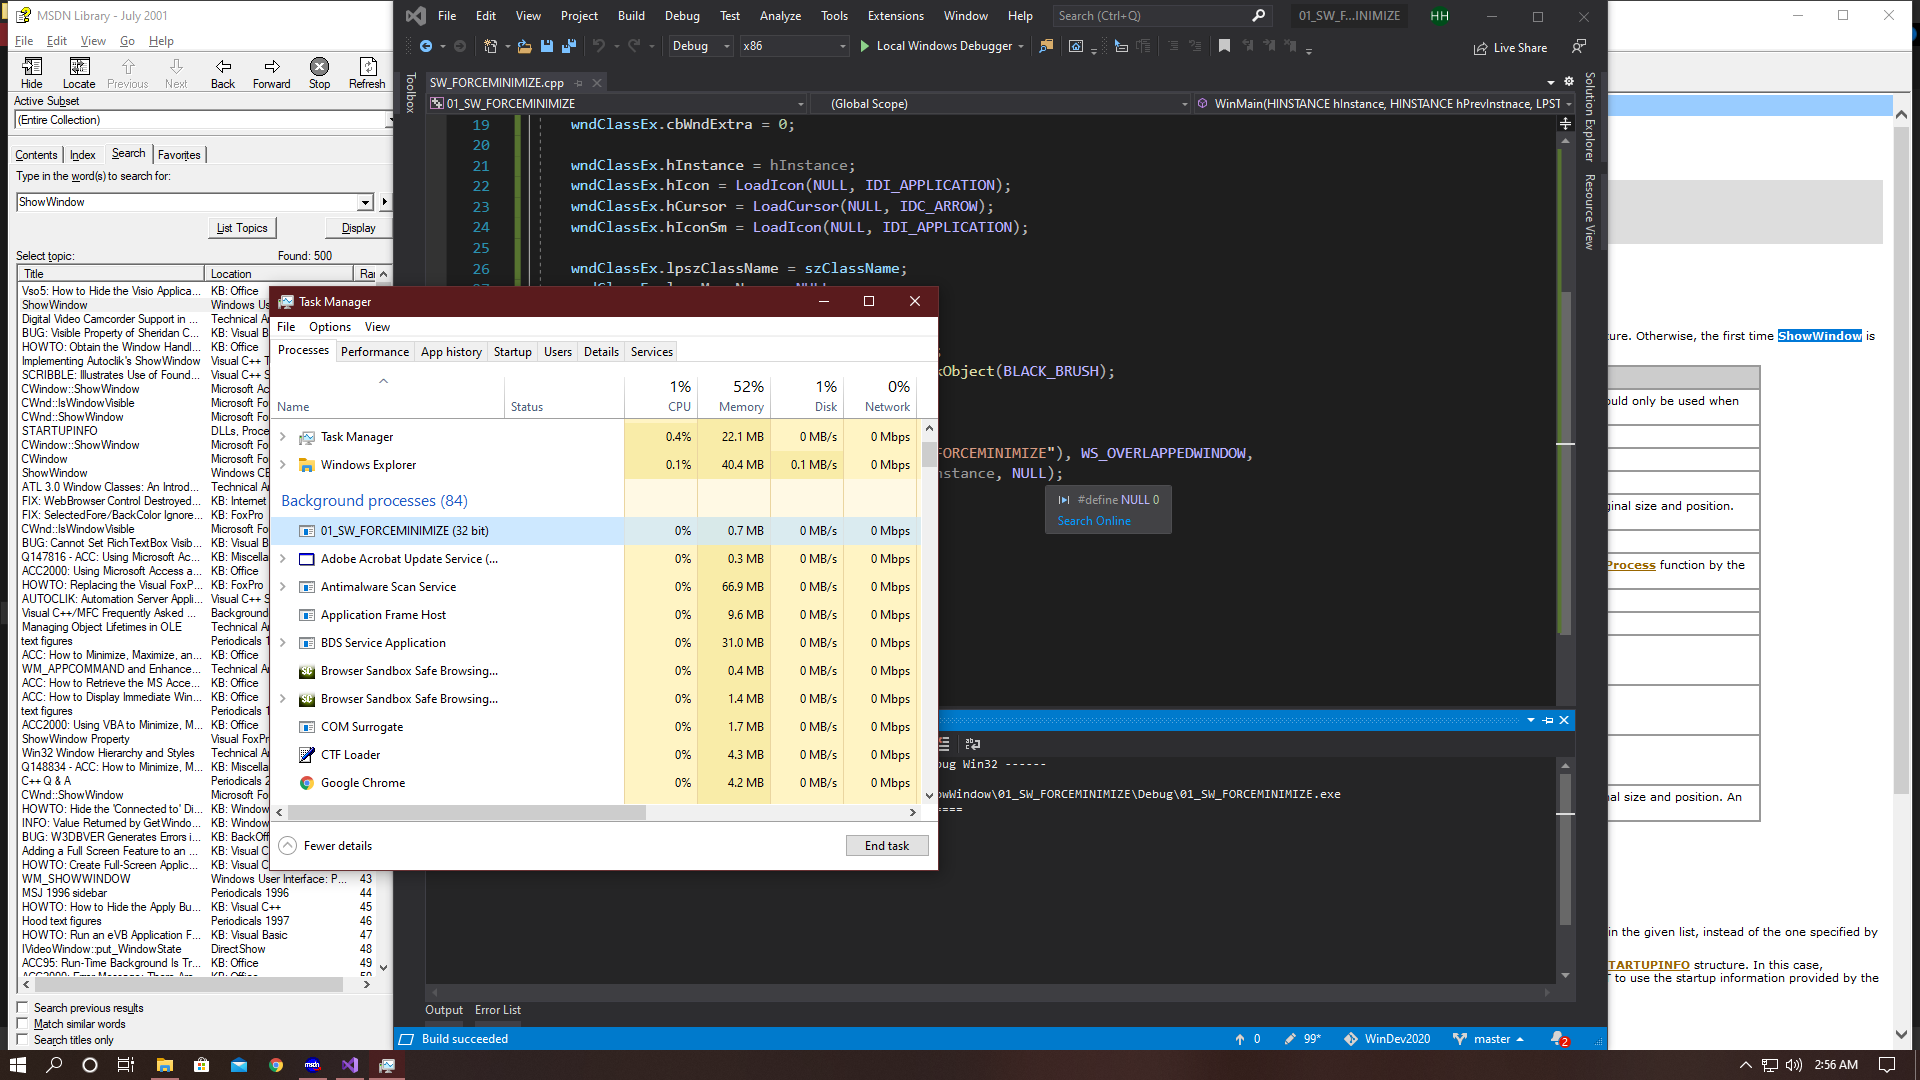 MSDN Library - July 2001
File Edit View Go Help
Hide Locate Previous Next Back Forward Stop Refresh
Active Subset
(Entire Collection)
Contents Index Search Favorites
Type in the word(s) to search for:
ShowWindow
List Topics Display
Select topic: Found: 500
Title Location Ra
Vso5: How to Hide the Visio Applica... KB: Office
ShowWindow Windows Us
Digital Video Camcorder Support in ... Technical Ar
BUG: Visible Property of Sheridan C... KB: Visual B
HOWTO: Obtain the Window Handl... KB: Office
Implementing Autoclik's ShowWindow Visual C++ T
SCRIBBLE: Illustrates Use of Found... Visual C++ S
CWindow::ShowWindow Microsoft Ac
CWnd::IsWindowVisible Microsoft Fo
CWnd::ShowWindow Microsoft Fo
STARTUPINFO DLLs, Proce
CWindow::ShowWindow Microsoft Fo
CWindow Microsoft Fo
ShowWindow Windows CE
ATL 3.0 Window Classes: An Introd... Technical Ar
FIX: WebBrowser Control Destroyed... KB: Internet
FIX: SelectedFore/BackColor Ignore... KB: FoxPro
CWnd::IsWindowVisible Microsoft Fo
BUG: Cannot Set RichTextBox Visib... KB: Visual B
Q147816 - ACC: Using Microsoft Ac... KB: Miscella
ACC2000: Using Microsoft Access a... KB: Office
HOWTO: Replacing the Visual FoxP... KB: FoxPro
AUTOCLIK: Automation Server Appli... Visual C++ S
Visual C++/MFC Frequently Asked ... Background
Managing Object Lifetimes in OLE Technical Ar
text figures Periodicals 1
ACC: How to Minimize, Maximize, an... KB: Office
WM_APPCOMMAND and Enhance... Technical Ar
ACC: How to Retrieve the MS Acce... KB: Office
ACC: How to Display Immediate Win... KB: Office
text figures Periodicals 1
ACC2000: Using VBA to Minimize, M... KB: Office
ShowWindow Property Visual FoxPr
Win32 Window Hierarchy and Styles Technical Ar
Q148834 - ACC: How to Minimize, M... KB: Miscella
C++ Q & A Periodicals 2
CWnd::ShowWindow Microsoft Fo
HOWTO: Hide the 'Connected to' Di... KB: Window
INFO: Value Returned by GetWindo... KB: Window
BUG: W3DBVER Generates Errors i... KB: BackOff
Adding a Full Screen Feature to an ... KB: Visual C
HOWTO: Create Full-Screen Applic... KB: Visual C
WM_SHOWWINDOW Windows User Interface: P... 43
MSJ 1996 sidebar Periodicals 1996 44
HOWTO: How to Hide the Apply Bu... KB: Visual C++ 45
Hood text figures Periodicals 1997 46
HOWTO: Run an eVB Application F... KB: Visual Basic 47
IVideoWindow::put_WindowState DirectShow 48
ACC95: Run-Time Background Is Tr... KB: Office 49
Search previous results
Match similar words
Search titles only
File Edit View Project Build Debug Test Analyze Tools Extensions Window Help
Search (Ctrl+Q)
01_SW_F...INIMIZE
HH
Debug x86 Local Windows Debugger Live Share
Toolbox
SW_FORCEMINIMIZE.cpp
01_SW_FORCEMINIMIZE (Global Scope) WinMain(HINSTANCE hInstance, HINSTANCE hPrevInstnace, LPST
19 wndClassEx.cbWndExtra = 0;
20
21 wndClassEx.hInstance = hInstance;
22 wndClassEx.hIcon = LoadIcon(NULL, IDI_APPLICATION);
23 wndClassEx.hCursor = LoadCursor(NULL, IDC_ARROW);
24 wndClassEx.hIconSm = LoadIcon(NULL, IDI_APPLICATION);
25
26 wndClassEx.lpszClassName = szClassName;
;
kObject(BLACK_BRUSH);
FORCEMINIMIZE"), WS_OVERLAPPEDWINDOW,
nstance, NULL);
#define NULL 0
Search Online
Solution Explorer
Resource View
Task Manager
File Options View
Processes Performance App history Startup Users Details Services
1% 52% 1% 0%
Name Status CPU Memory Disk Network
Task Manager 0.4% 22.1 MB 0 MB/s 0 Mbps
Windows Explorer 0.1% 40.4 MB 0.1 MB/s 0 Mbps
Background processes (84)
01_SW_FORCEMINIMIZE (32 bit) 0% 0.7 MB 0 MB/s 0 Mbps
Adobe Acrobat Update Service (... 0% 0.3 MB 0 MB/s 0 Mbps
Antimalware Scan Service 0% 66.9 MB 0 MB/s 0 Mbps
Application Frame Host 0% 9.6 MB 0 MB/s 0 Mbps
BDS Service Application 0% 31.0 MB 0 MB/s 0 Mbps
Browser Sandbox Safe Browsing... 0% 0.4 MB 0 MB/s 0 Mbps
Browser Sandbox Safe Browsing... 0% 1.4 MB 0 MB/s 0 Mbps
COM Surrogate 0% 1.7 MB 0 MB/s 0 Mbps
CTF Loader 0% 4.3 MB 0 MB/s 0 Mbps
Google Chrome 0% 4.2 MB 0 MB/s 0 Mbps
Fewer details End task
bug Win32 ------
owWindow\01_SW_FORCEMINIMIZE\Debug\01_SW_FORCEMINIMIZE.exe
====
Output Error List
Build succeeded 0 99* WinDev2020 master 2
ture. Otherwise, the first time ShowWindow is
ould only be used when
ginal size and position.
Process function by the
nal size and position. An
in the given list, instead of the one specified by
TARTUPINFO structure. In this case,
T to use the startup information provided by the
msdn
2:56 AM